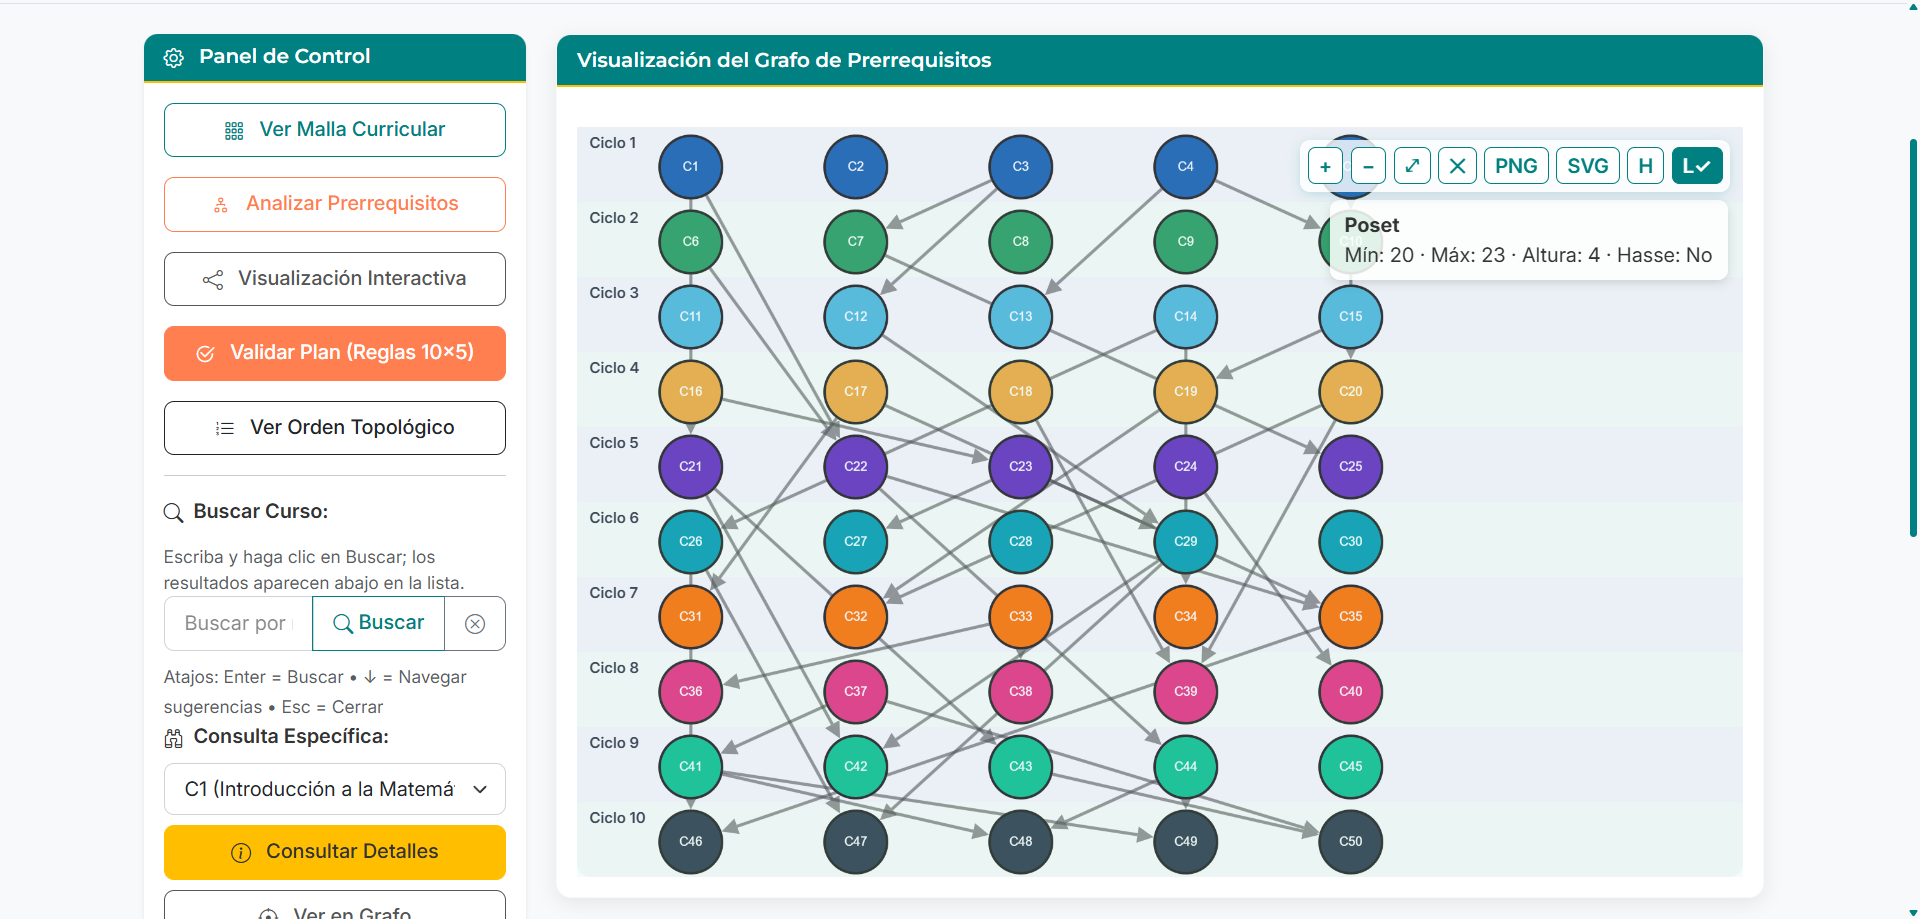 Panel de Control
Ver Malla Curricular
Analizar Prerrequisitos
Visualización Interactiva
Validar Plan (Reglas 10×5)
Ver Orden Topológico
Buscar Curso:
Escriba y haga clic en Buscar; los
resultados aparecen abajo en la lista.
Buscar por
Buscar
Atajos: Enter = Buscar • ↓ = Navegar
sugerencias • Esc = Cerrar
Consulta Específica:
C1 (Introducción a la Matemá
Consultar Detalles
Ver en Grafo
Visualización del Grafo de Prerrequisitos
+ − PNG SVG H L✓
Poset
Mín: 20 · Máx: 23 · Altura: 4 · Hasse: No
Ciclo 1
C1 C2 C3 C4
Ciclo 2
C6 C7 C8 C9 C10
Ciclo 3
C11 C12 C13 C14 C15
Ciclo 4
C16 C17 C18 C19 C20
Ciclo 5
C21 C22 C23 C24 C25
Ciclo 6
C26 C27 C28 C29 C30
Ciclo 7
C31 C32 C33 C34 C35
Ciclo 8
C36 C37 C38 C39 C40
Ciclo 9
C41 C42 C43 C44 C45
Ciclo 10
C46 C47 C48 C49 C50